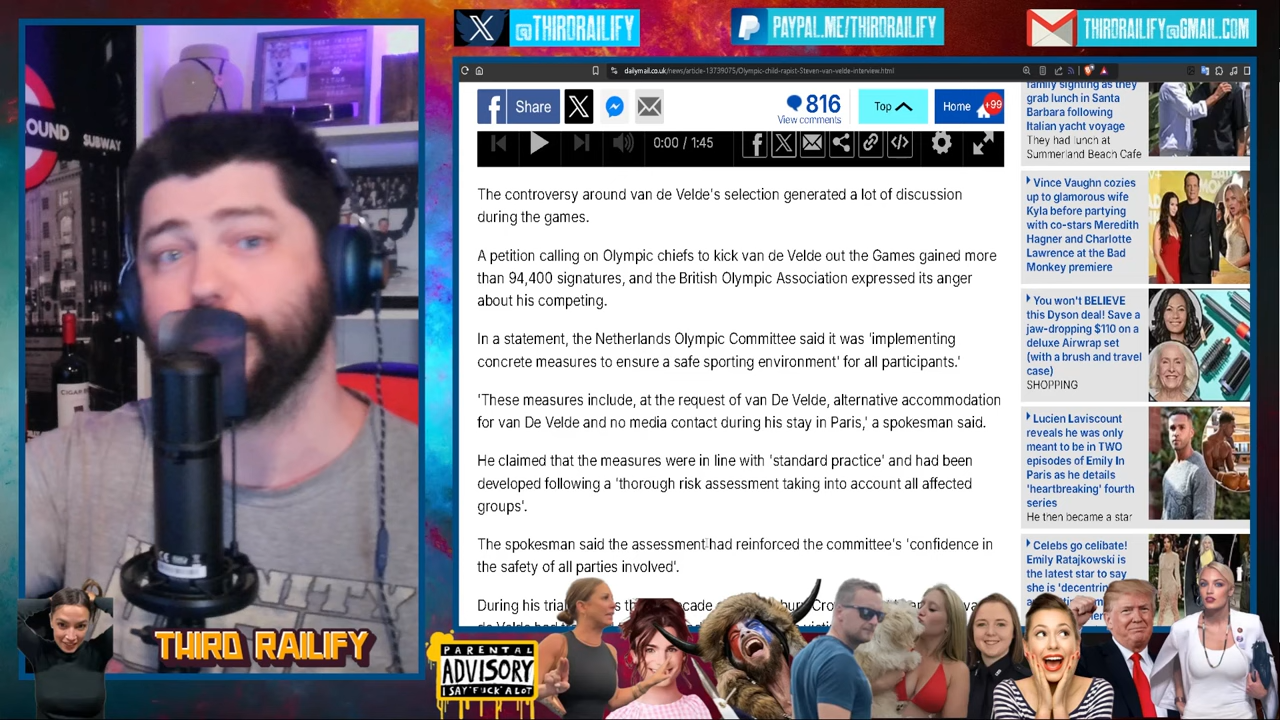 @THIRDRAILIFY
PAYPAL.ME/THIRDRAILIFY
THIRDRAILIFY@GMAIL.COM
dailymail.co.uk/news/article-13739075/Olympic-child-rapist-Steven-van-velde-interview.html
Share
816
View comments
Top
Home
+99
0:00 / 1:45
The controversy around van de Velde's selection generated a lot of discussion
during the games.
A petition calling on Olympic chiefs to kick van de Velde out the Games gained more
than 94,400 signatures, and the British Olympic Association expressed its anger
about his competing.
In a statement, the Netherlands Olympic Committee said it was 'implementing
concrete measures to ensure a safe sporting environment' for all participants.'
'These measures include, at the request of van De Velde, alternative accommodation
for van De Velde and no media contact during his stay in Paris,' a spokesman said.
He claimed that the measures were in line with 'standard practice' and had been
developed following a 'thorough risk assessment taking into account all affected
groups'.
The spokesman said the assessment had reinforced the committee's 'confidence in
the safety of all parties involved'.
During his trial
family sighting as they
grab lunch in Santa
Barbara following
Italian yacht voyage
They had lunch at
Summerland Beach Cafe
Vince Vaughn cozies
up to glamorous wife
Kyla before partying
with co-stars Meredith
Hagner and Charlotte
Lawrence at the Bad
Monkey premiere
You won't BELIEVE
this Dyson deal! Save a
jaw-dropping $110 on a
deluxe Airwrap set
(with a brush and travel
case)
SHOPPING
Lucien Laviscount
reveals he was only
meant to be in TWO
episodes of Emily In
Paris as he details
'heartbreaking' fourth
series
He then became a star
Celebs go celibate!
Emily Ratajkowski is
the latest star to say
she is 'decentrin
OUND
SUBWAY
CIGAR
THIRD RAILIFY
PARENTAL
ADVISORY
I SAY "FUCK" ALOT